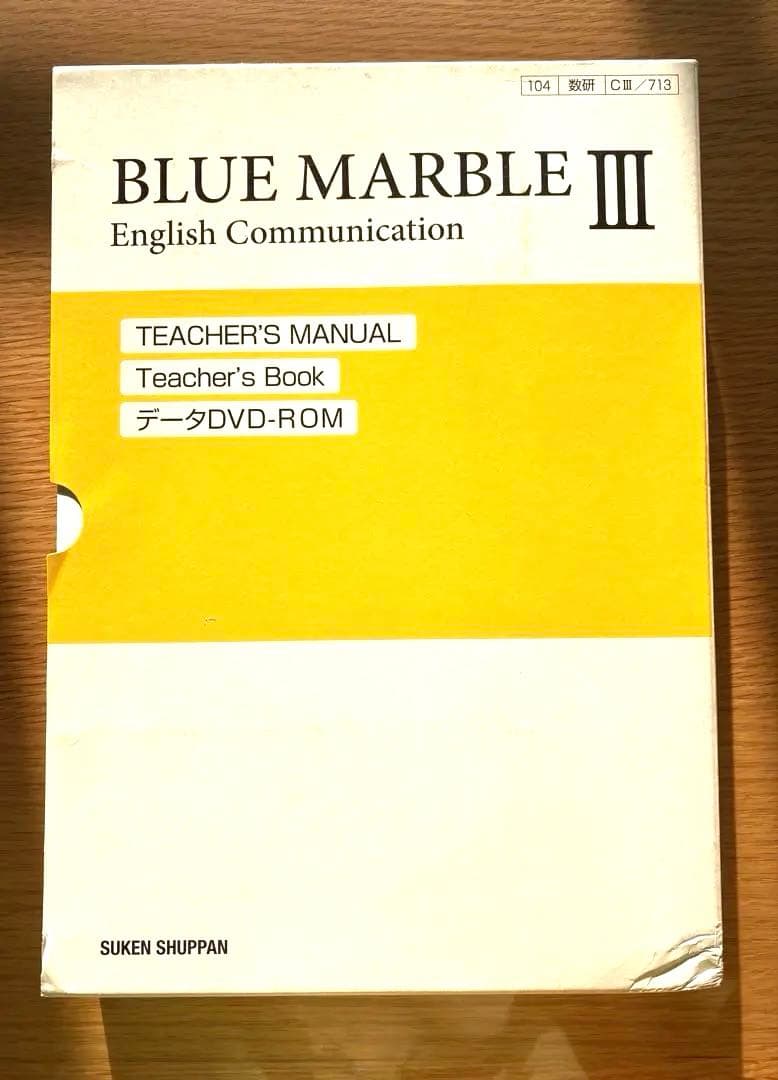 104 数研 CⅢ/713
BLUE MARBLE Ⅲ
English Communication
TEACHER'S MANUAL
Teacher's Book
データDVD-ROM
SUKEN SHUPPAN